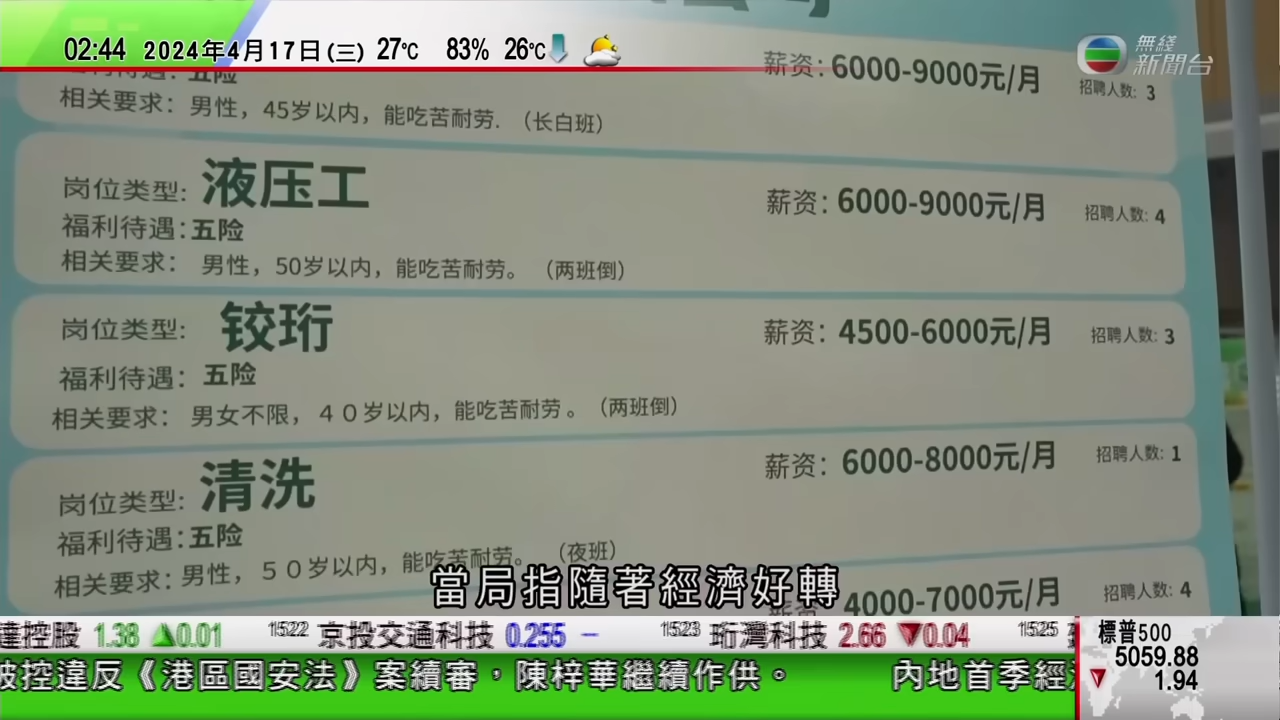 02:44 2024年4月17日(三) 27℃ 83% 26℃
無綫
新聞台
五险
薪资: 6000-9000元/月
招聘人数: 3
相关要求: 男性，45岁以内，能吃苦耐劳.（长白班）
岗位类型: 液压工
薪资: 6000-9000元/月
招聘人数: 4
福利待遇: 五险
相关要求: 男性，50岁以内，能吃苦耐劳。（两班倒）
岗位类型: 铰珩
薪资: 4500-6000元/月
招聘人数: 3
福利待遇: 五险
相关要求: 男女不限，４０岁以内，能吃苦耐劳。（两班倒）
岗位类型: 清洗
薪资: 6000-8000元/月
招聘人数: 1
福利待遇: 五险
相关要求: 男性，５０岁以内，能吃苦耐劳。（夜班）
4000-7000元/月
招聘人数: 4
當局指隨著經濟好轉
達控股 1.38 ▲0.01 1522 京投交通科技 0.255 – 1523 珩灣科技 2.66 ▼0.04 1525
被控違反《港區國安法》案續審，陳梓華繼續作供。 內地首季經
標普500
5059.88
▼ 1.94